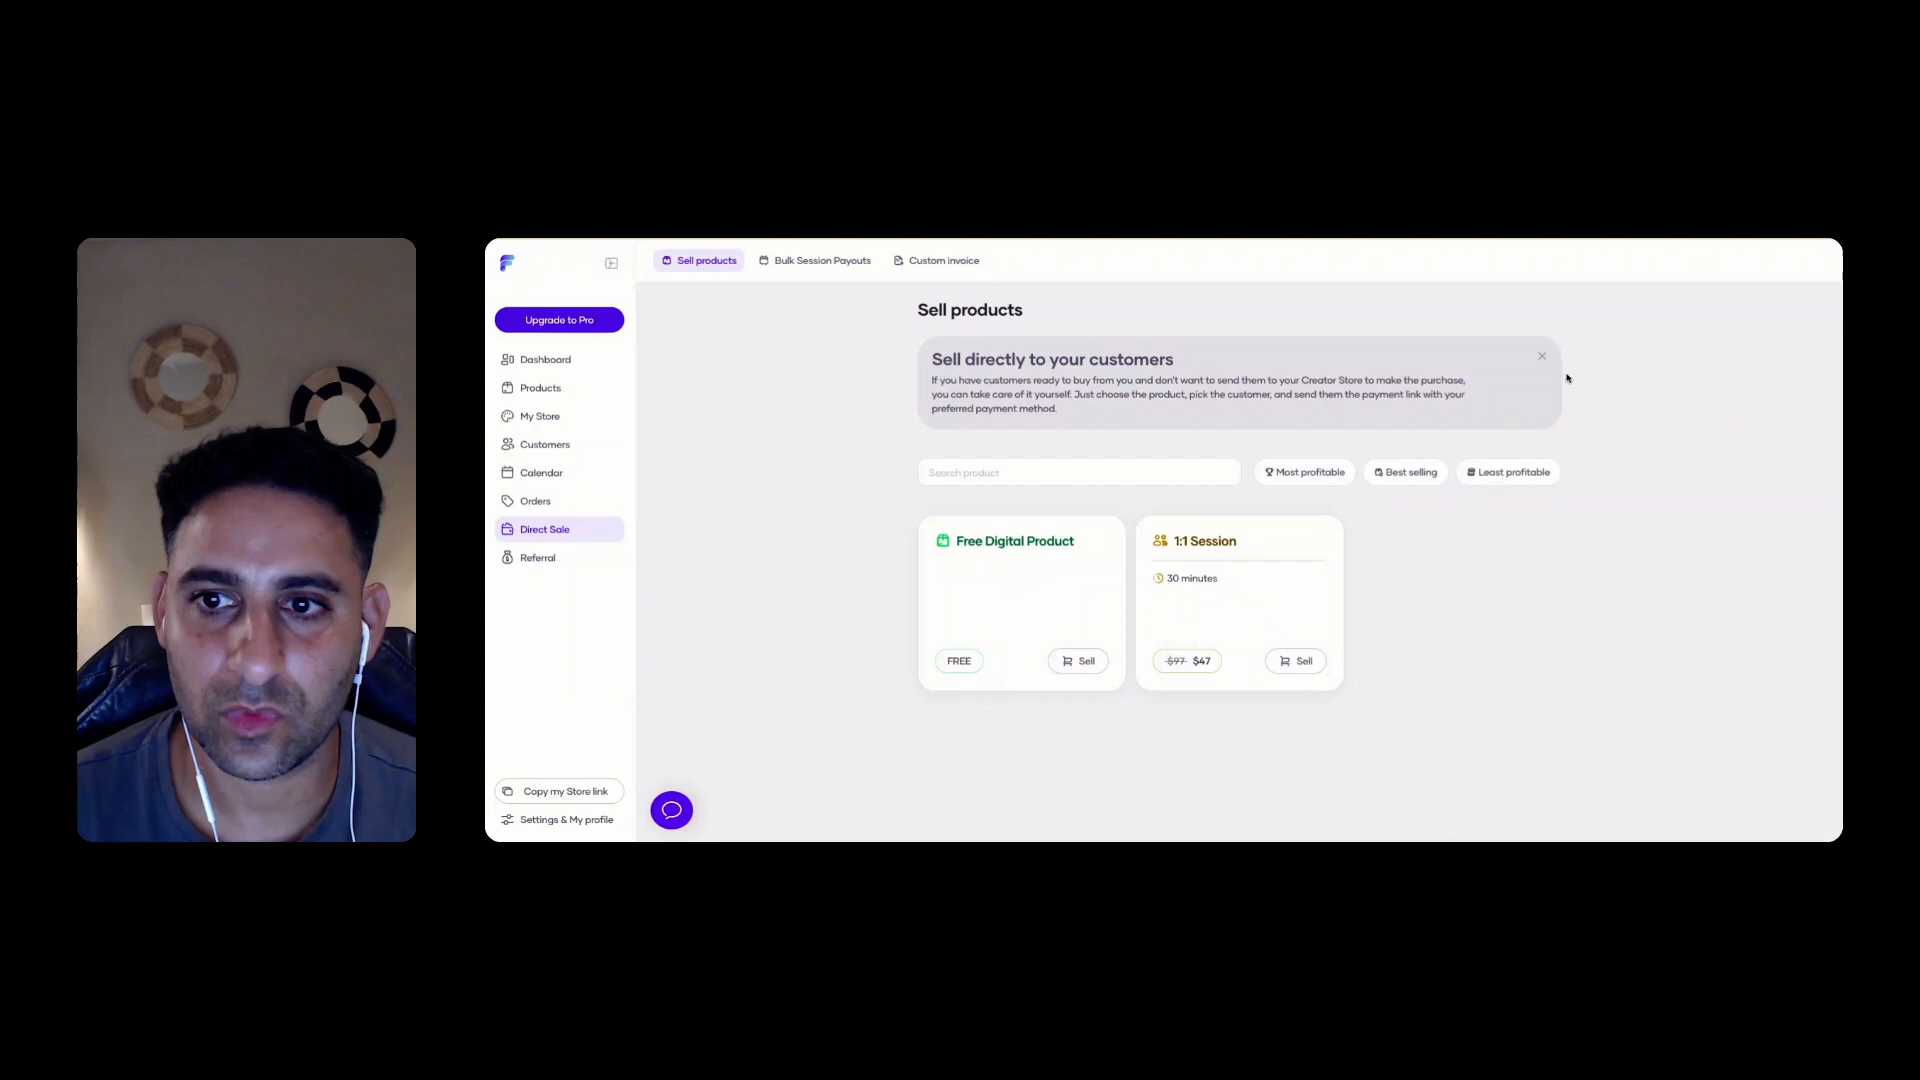 Sell products
Bulk Session Payouts
Custom invoice
Upgrade to Pro
Dashboard
Products
My Store
Customers
Calendar
Orders
Direct Sale
Referral
Copy my Store link
Settings & My profile
Sell products
Sell directly to your customers
If you have customers ready to buy from you and don't want to send them to your Creator Store to make the purchase,
you can take care of it yourself. Just choose the product, pick the customer, and send them the payment link with your
preferred payment method.
Search product
Most profitable
Best selling
Least profitable
Free Digital Product
FREE
Sell
1:1 Session
30 minutes
$97 $47
Sell